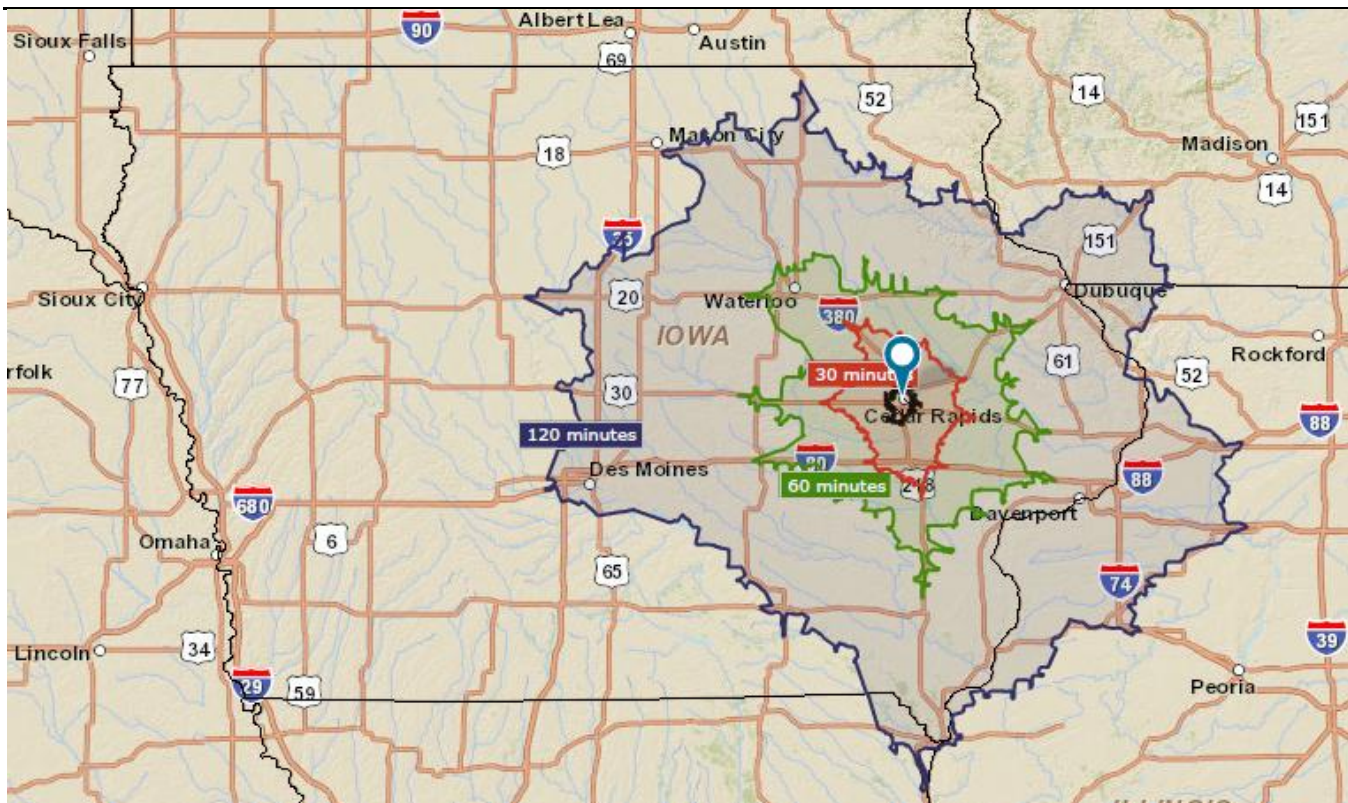 Albert Lea
90
Sioux Falls
Austin
69
14
52
151
Mason City
18
Madison
14
35
151
Sioux City
20
Waterloo
Dubuque
380
IOWA
Rockford
61
77
30 minutes
52
rfolk
30
Cedar Rapids
88
120 minutes
80
Des Moines
88
60 minutes
218
680
Davenport
6
Omaha
65
74
39
Lincoln
34
29
59
Peoria